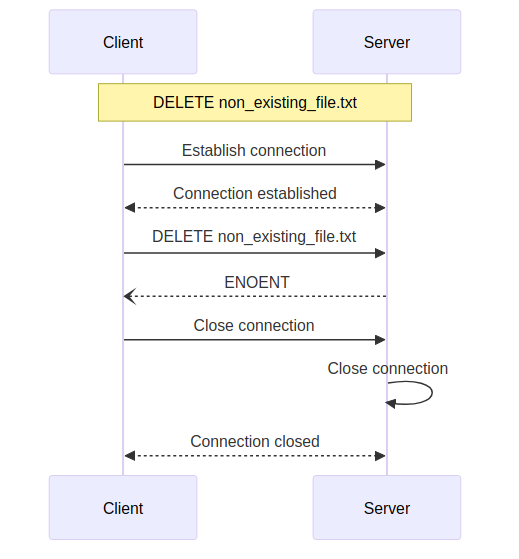 Client Server
DELETE non_existing_file.txt
Establish connection
Connection established
DELETE non_existing_file.txt
ENOENT
Close connection
Close connection
Connection closed
Client Server